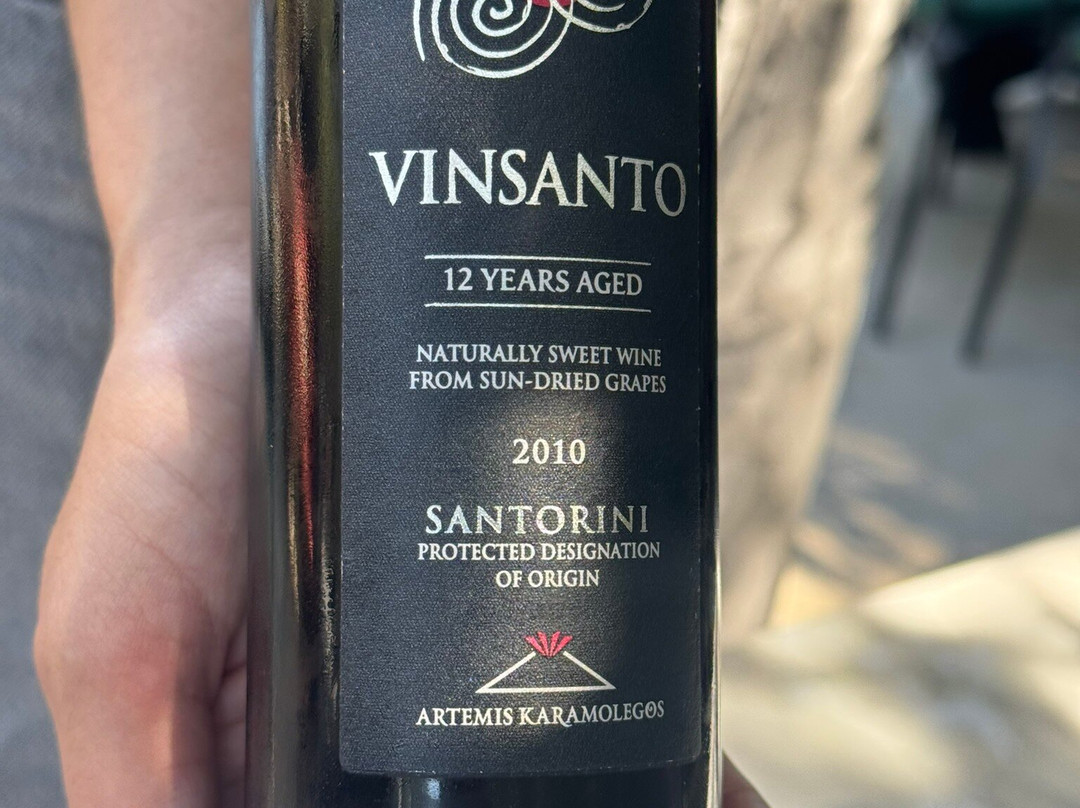 VINSANTO
12 YEARS AGED
NATURALLY SWEET WINE
FROM SUN-DRIED GRAPES
2010
SANTORINI
PROTECTED DESIGNATION
OF ORIGIN
ARTEMIS KARAMOLEGOS